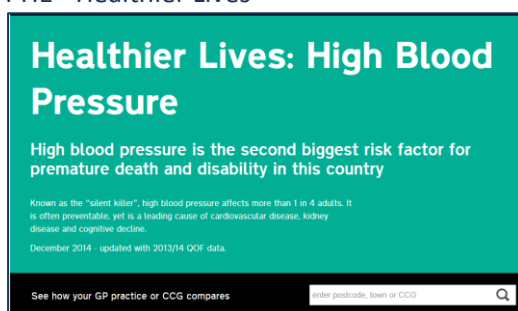 Healthier Lives: High Blood
Pressure
High blood pressure is the second biggest risk factor for
premature death and disability in this country
Known as the "silent killer", high blood pressure affects more than 1 in 4 adults. It
is often preventable, yet is a leading cause of cardiovascular disease, kidney
disease and cognitive decline.
December 2014 - updated with 2013/14 QOF data.
See how your GP practice or CCG compares
enter postcode, town or CCG